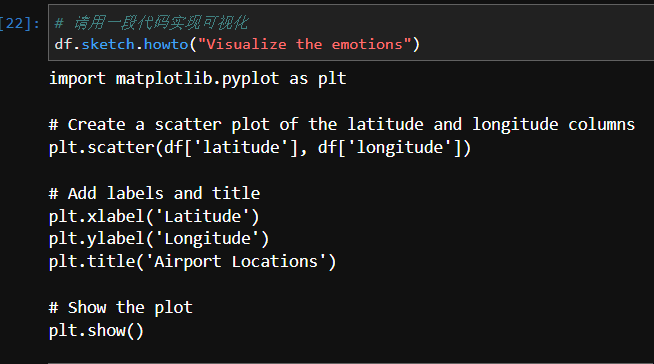 [22]: # 请用一段代码实现可视化
df.sketch.howto("Visualize the emotions")
import matplotlib.pyplot as plt
# Create a scatter plot of the latitude and longitude columns
plt.scatter(df['latitude'], df['longitude'])
# Add labels and title
plt.xlabel('Latitude')
plt.ylabel('Longitude')
plt.title('Airport Locations')
# Show the plot
plt.show()